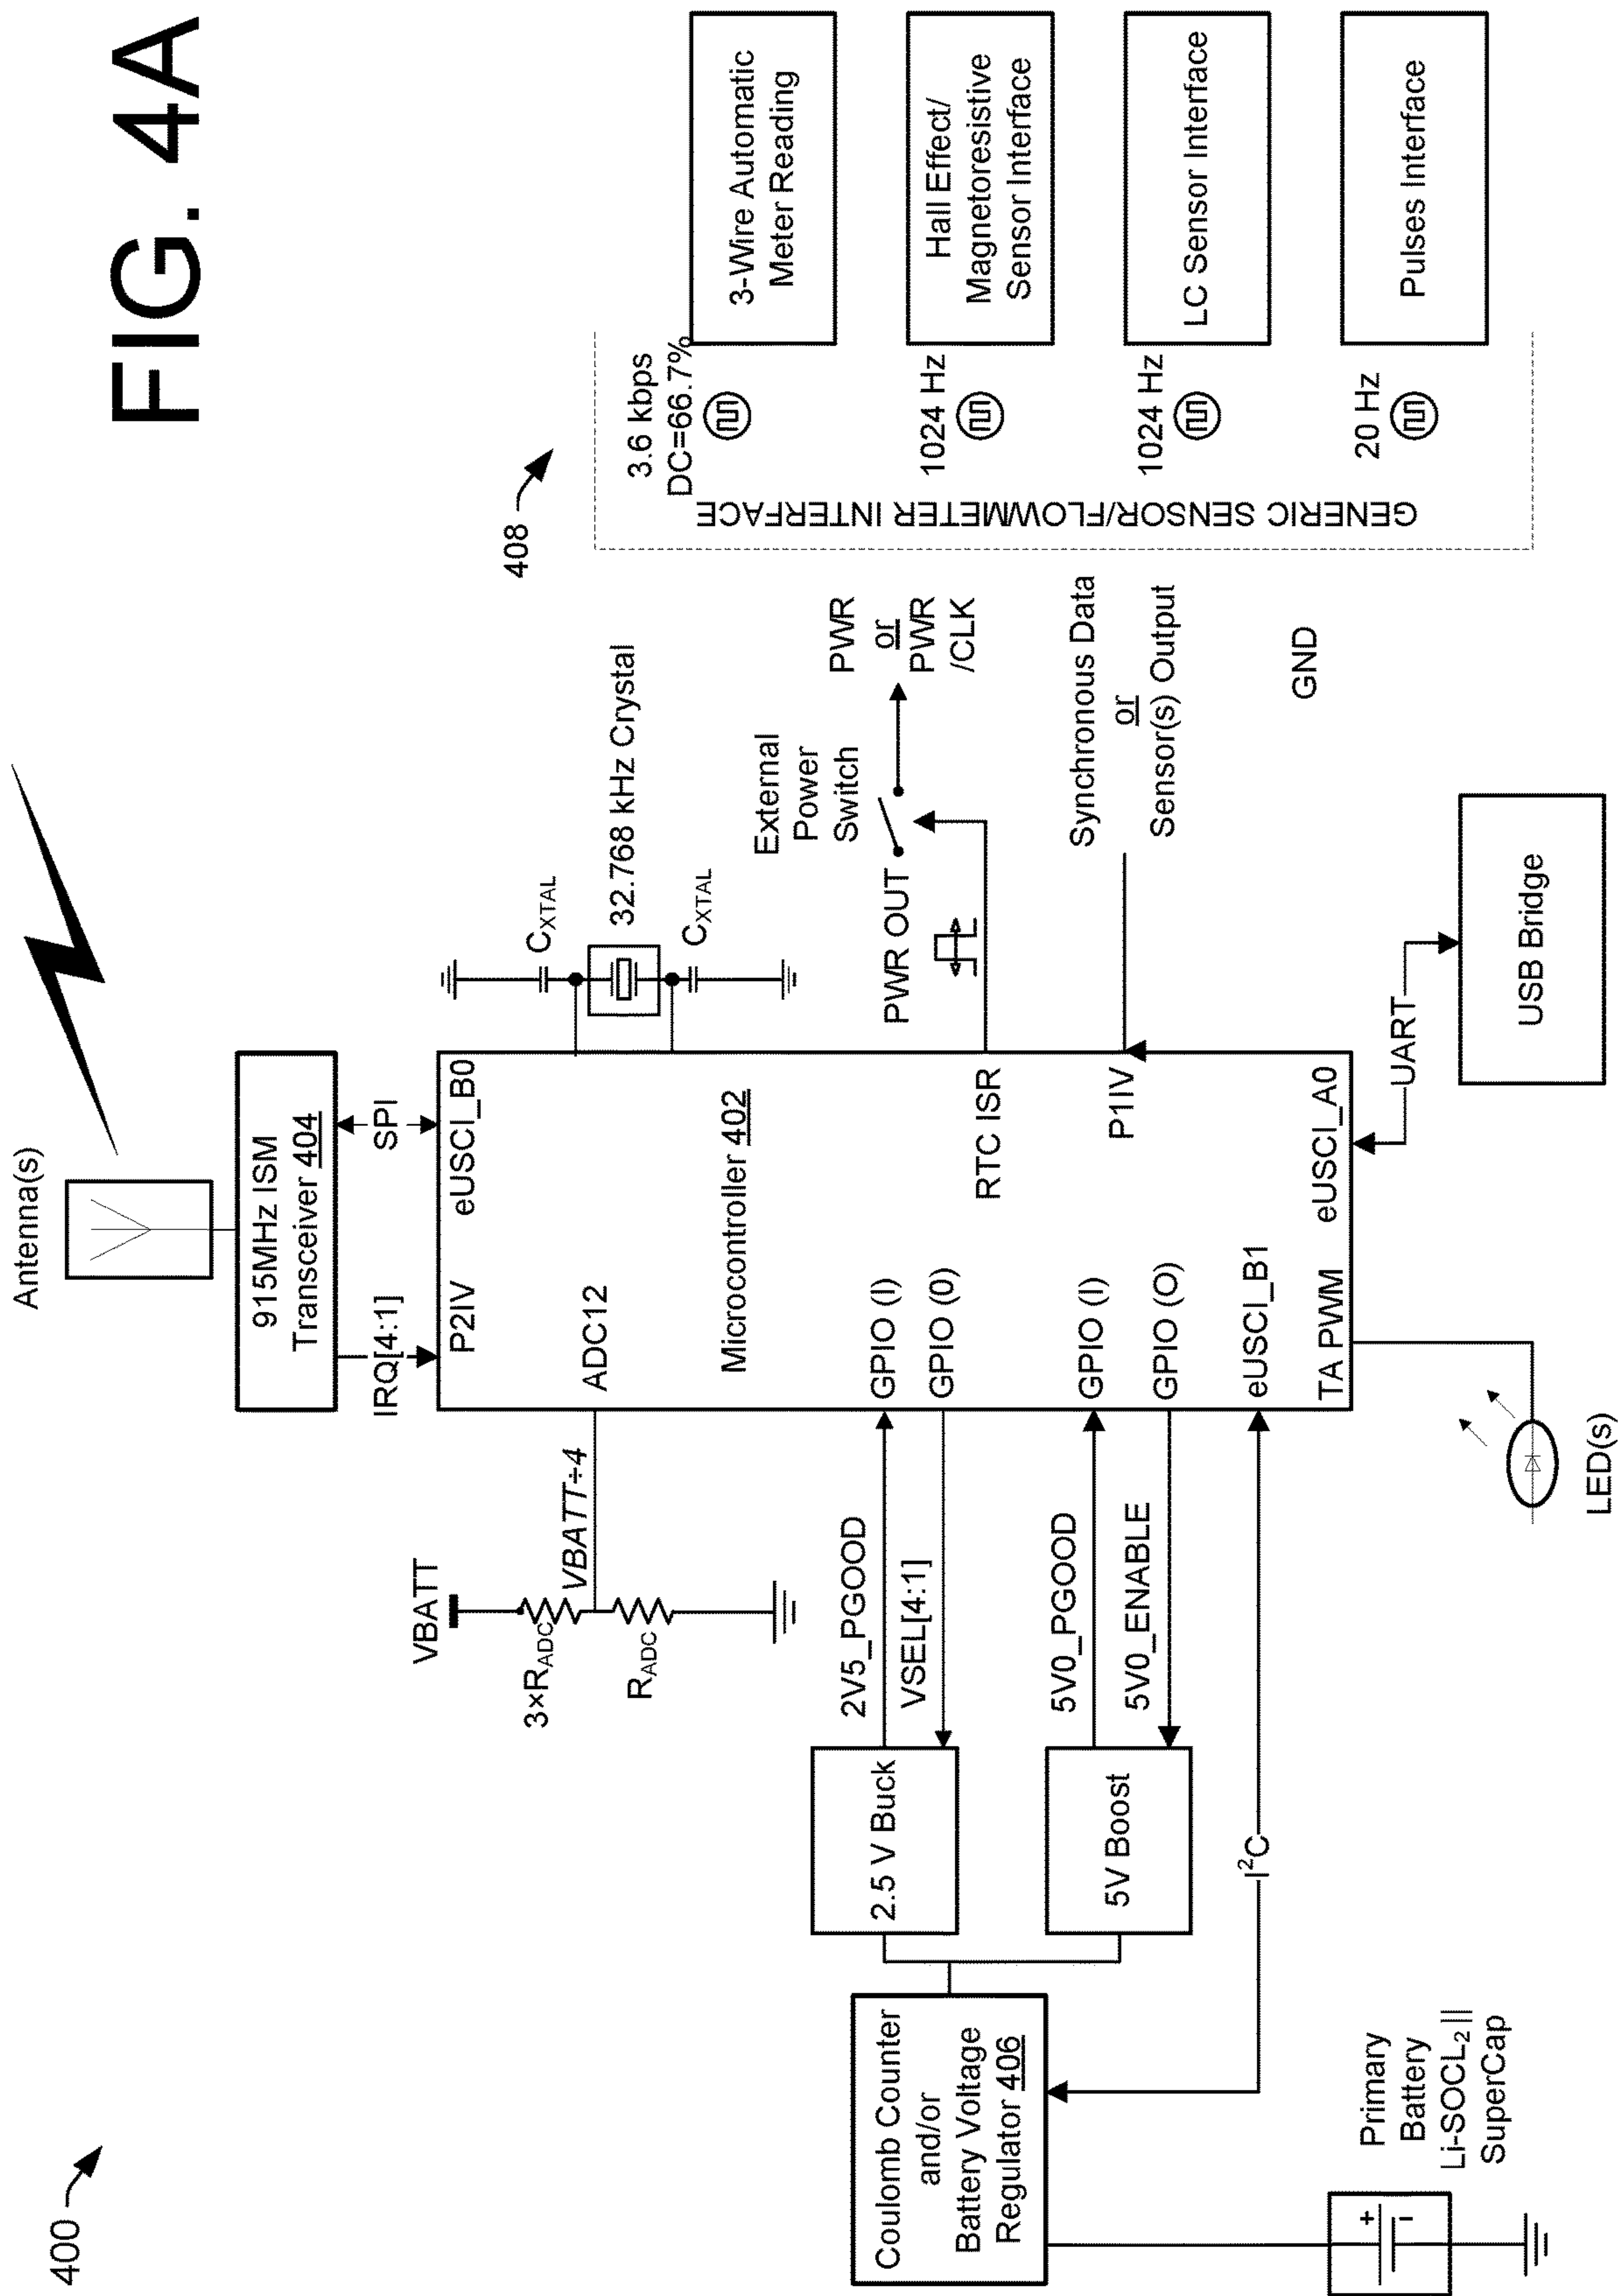 FIG. 4A
400
Antenna(s)
915MHz ISM
Transceiver 404
IRQ[4:1]
SPI
P2IV
eUSCI_B0
ADC12
Microcontroller 402
GPIO (I)
GPIO (0)
GPIO (I)
GPIO (O)
eUSCI_B1
TA PWM
eUSCI_A0
RTC ISR
P1IV
VBATT
3×RADC
VBATT÷4
RADC
2V5_PGOOD
VSEL[4:1]
5V0_PGOOD
5V0_ENABLE
2.5 V Buck
5V Boost
I²C
Coulomb Counter
and/or
Battery Voltage
Regulator 406
+
-
Primary
Battery
Li-SOCL₂ ||
SuperCap
LED(s)
UART
USB Bridge
CXTAL
32.768 kHz Crystal
CXTAL
External
Power
Switch
PWR OUT
PWR
or
PWR
/CLK
Synchronous Data
or
Sensor(s) Output
GND
408
GENERIC SENSOR/FLOWMETER INTERFACE
3.6 kbps
DC=66.7%
3-Wire Automatic
Meter Reading
1024 Hz
Hall Effect/
Magnetoresistive
Sensor Interface
1024 Hz
LC Sensor Interface
20 Hz
Pulses Interface